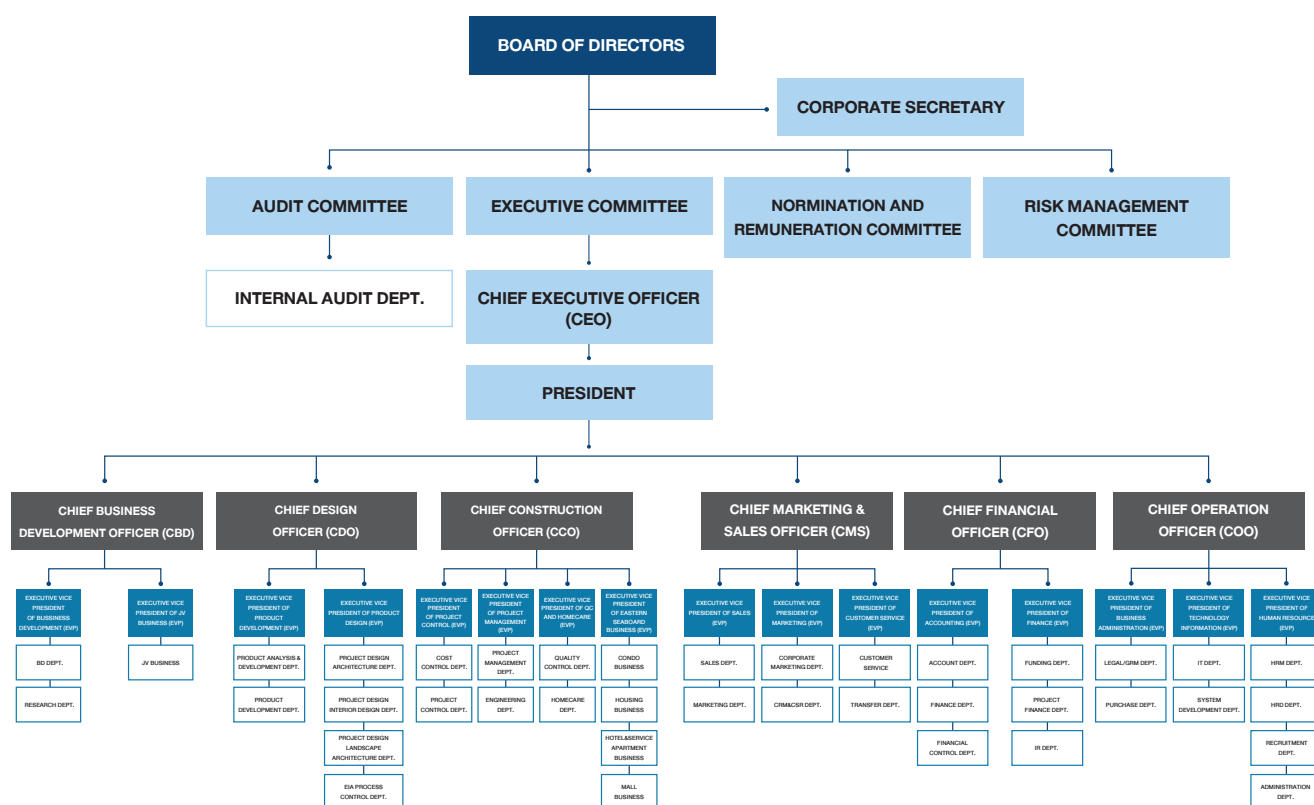 BOARD OF DIRECTORS
CORPORATE SECRETARY
AUDIT COMMITTEE
EXECUTIVE COMMITTEE
NORMINATION AND
REMUNERATION COMMITTEE
RISK MANAGEMENT
COMMITTEE
INTERNAL AUDIT DEPT.
CHIEF EXECUTIVE OFFICER
(CEO)
PRESIDENT
CHIEF BUSINESS
DEVELOPMENT OFFICER (CBD)
CHIEF DESIGN
OFFICER (CDO)
CHIEF CONSTRUCTION
OFFICER (CCO)
CHIEF MARKETING &
SALES OFFICER (CMS)
CHIEF FINANCIAL
OFFICER (CFO)
CHIEF OPERATION
OFFICER (COO)
EXECUTIVE VICE
PRESIDENT
OF BUSSINESS
DEVELOPMENT (EVP)
EXECUTIVE VICE
PRESIDENT OF JV
BUSINESS (EVP)
EXECUTIVE VICE
PRESIDENT OF
PRODUCT
DEVELOPMENT (EVP)
EXECUTIVE VICE
PRESIDENT OF PRODUCT
DESIGN (EVP)
EXECUTIVE VICE
PRESIDENT
OF PROJECT
CONTROL (EVP)
EXECUTIVE VICE
PRESIDENT
OF PROJECT
MANAGEMENT (EVP)
EXECUTIVE VICE
PRESIDENT OF QC
AND HOMECARE
(EVP)
EXECUTIVE VICE
PRESIDENT
OF EASTERN
SEABOARD
BUSINESS (EVP)
EXECUTIVE VICE
PRESIDENT OF SALES
(EVP)
EXECUTIVE VICE
PRESIDENT OF
MARKETING (EVP)
EXECUTIVE VICE
PRESIDENT OF
CUSTOMER SERVICE (EVP)
EXECUTIVE VICE
PRESIDENT OF
ACCOUNTING (EVP)
EXECUTIVE VICE
PRESIDENT OF
FINANCE (EVP)
EXECUTIVE VICE
PRESIDENT OF
BUSINESS
ADMINISTRATION (EVP)
EXECUTIVE VICE
PRESIDENT OF
TECHNOLOGY
INFORMATION (EVP)
EXECUTIVE VICE
PRESIDENT OF
HUMAN RESOURCE (EVP)
BD DEPT.
JV BUSINESS
PRODUCT ANALYSIS &
DEVELOPMENT DEPT.
PROJECT DESIGN
ARCHITECTURE DEPT.
COST
CONTROL DEPT.
PROJECT
MANAGEMENT
DEPT.
QUALITY
CONTROL DEPT.
CONDO
BUSINESS
SALES DEPT.
CORPORATE
MARKETING DEPT.
CUSTOMER
SERVICE
ACCOUNT DEPT.
FUNDING DEPT.
LEGAL/GRM DEPT.
IT DEPT.
HRM DEPT.
RESEARCH DEPT.
PRODUCT
DEVELOPMENT DEPT.
PROJECT DESIGN
INTERIOR DESIGN DEPT.
PROJECT
CONTROL DEPT.
ENGINEERING
DEPT.
HOMECARE
DEPT.
HOUSING
BUSINESS
MARKETING DEPT.
CRM&CSR DEPT.
TRANSFER DEPT.
FINANCE DEPT.
PROJECT
FINANCE DEPT.
PURCHASE DEPT.
SYSTEM
DEVELOPMENT DEPT.
HRD DEPT.
PROJECT DESIGN
LANDSCAPE
ARCHITECTURE DEPT.
HOTEL&SERVICE
APARTMENT
BUSINESS
FINANCIAL
CONTROL DEPT.
IR DEPT.
RECRUITMENT
DEPT.
EIA PROCESS
CONTROL DEPT.
MALL
BUSINESS
ADMINISTRATION
DEPT.